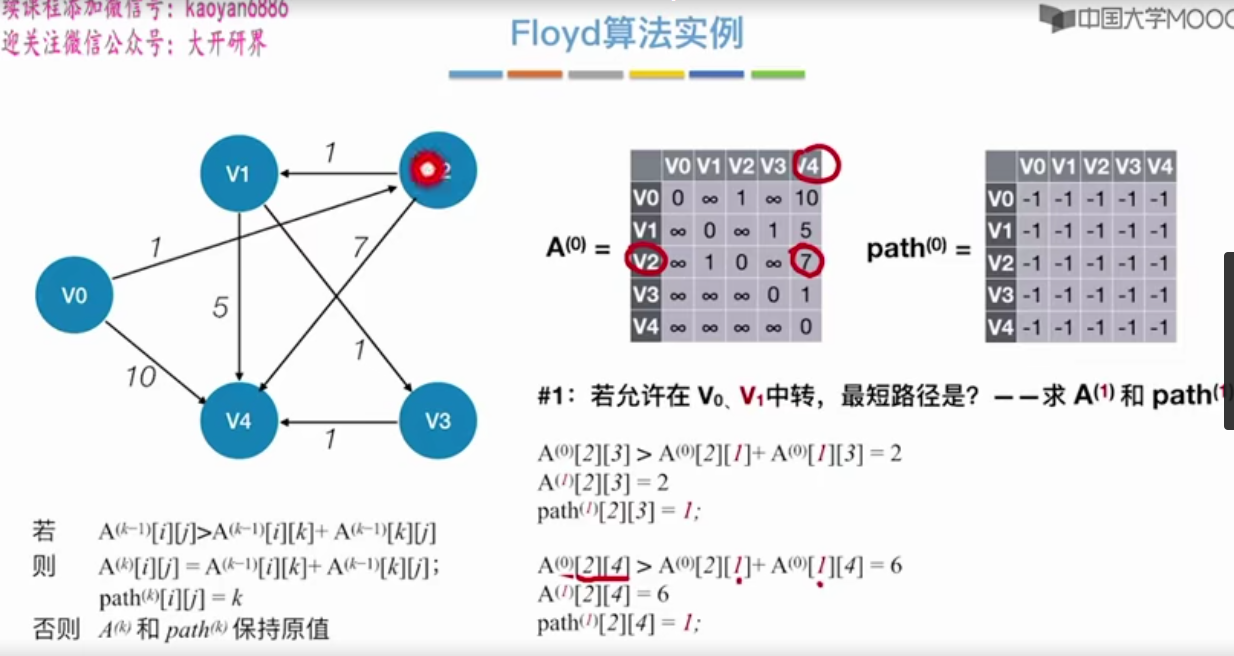 续课程添加微信号：kaoyan6886
迎关注微信公众号：大开研界
Floyd算法实例
中国大学MOOC
V1
1
2
1
7
V0
5
1
10
V4
1
V3
A(0) =
V0 V1 V2 V3 V4
V0 0 ∞ 1 ∞ 10
V1 ∞ 0 ∞ 1 5
V2 ∞ 1 0 ∞ 7
V3 ∞ ∞ ∞ 0 1
V4 ∞ ∞ ∞ ∞ 0
path(0) =
V0 V1 V2 V3 V4
V0 -1 -1 -1 -1 -1
V1 -1 -1 -1 -1 -1
V2 -1 -1 -1 -1 -1
V3 -1 -1 -1 -1 -1
V4 -1 -1 -1 -1 -1
#1：若允许在 V0、V1中转，最短路径是？——求 A(1) 和 path(1)
A(0)[2][3] > A(0)[2][1]+ A(0)[1][3] = 2
A(1)[2][3] = 2
path(1)[2][3] = 1;
A(0)[2][4] > A(0)[2][1]+ A(0)[1][4] = 6
A(1)[2][4] = 6
path(1)[2][4] = 1;
若 A(k-1)[i][j]>A(k-1)[i][k]+ A(k-1)[k][j]
则 A(k)[i][j] = A(k-1)[i][k]+ A(k-1)[k][j];
path(k)[i][j] = k
否则 A(k) 和 path(k) 保持原值